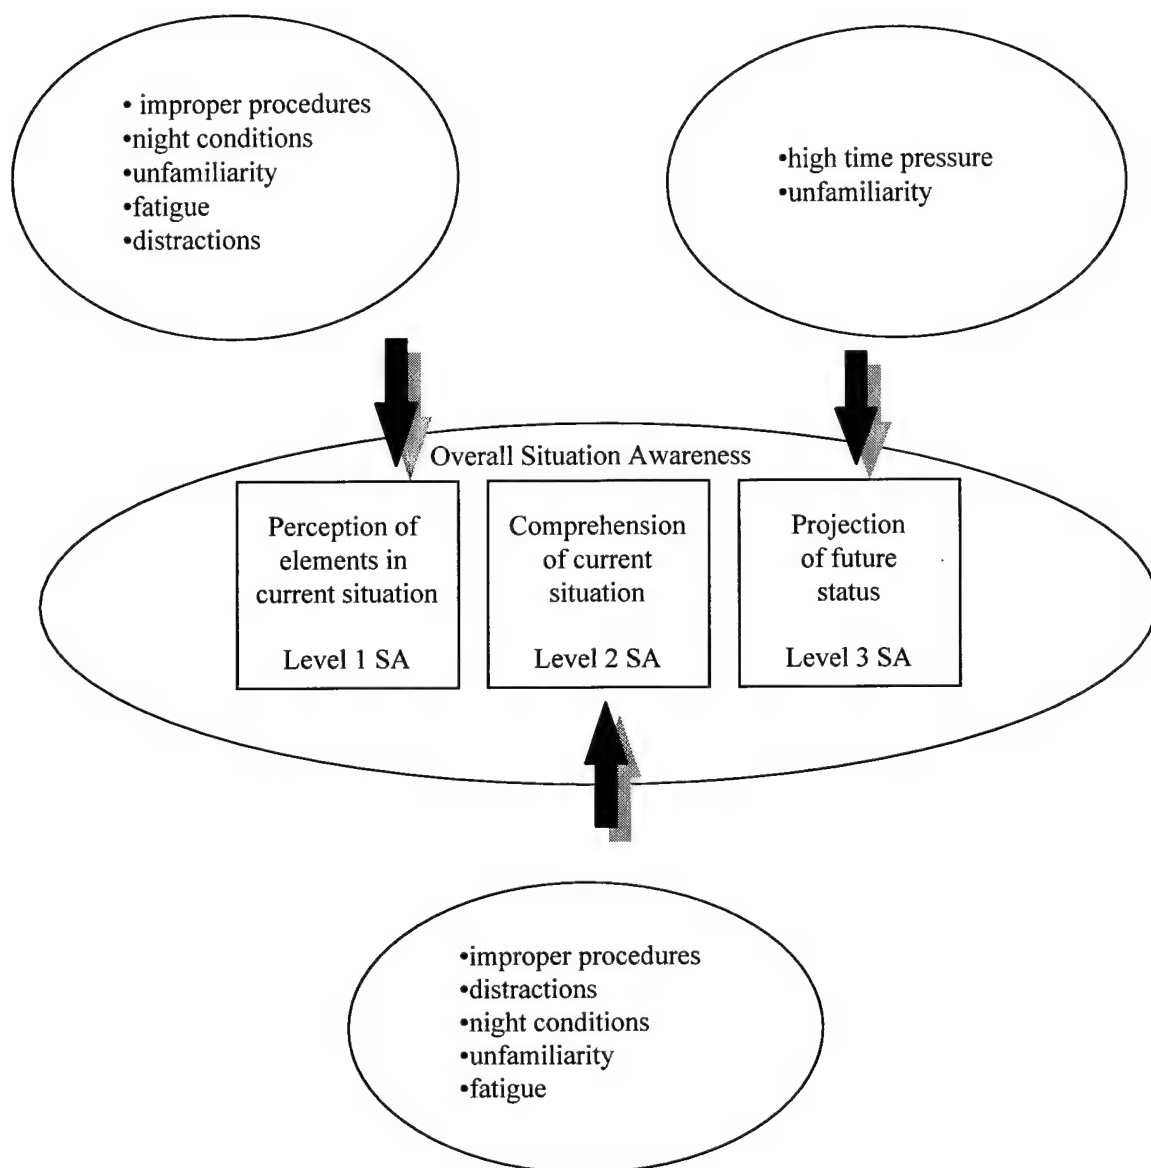 • improper procedures
•night conditions
•unfamiliarity
•fatigue
•distractions
•high time pressure
•unfamiliarity
Overall Situation Awareness
Perception of
elements in
current situation
Level 1 SA
Comprehension
of current
situation
Level 2 SA
Projection
of future
status
Level 3 SA
•improper procedures
•distractions
•night conditions
•unfamiliarity
•fatigue